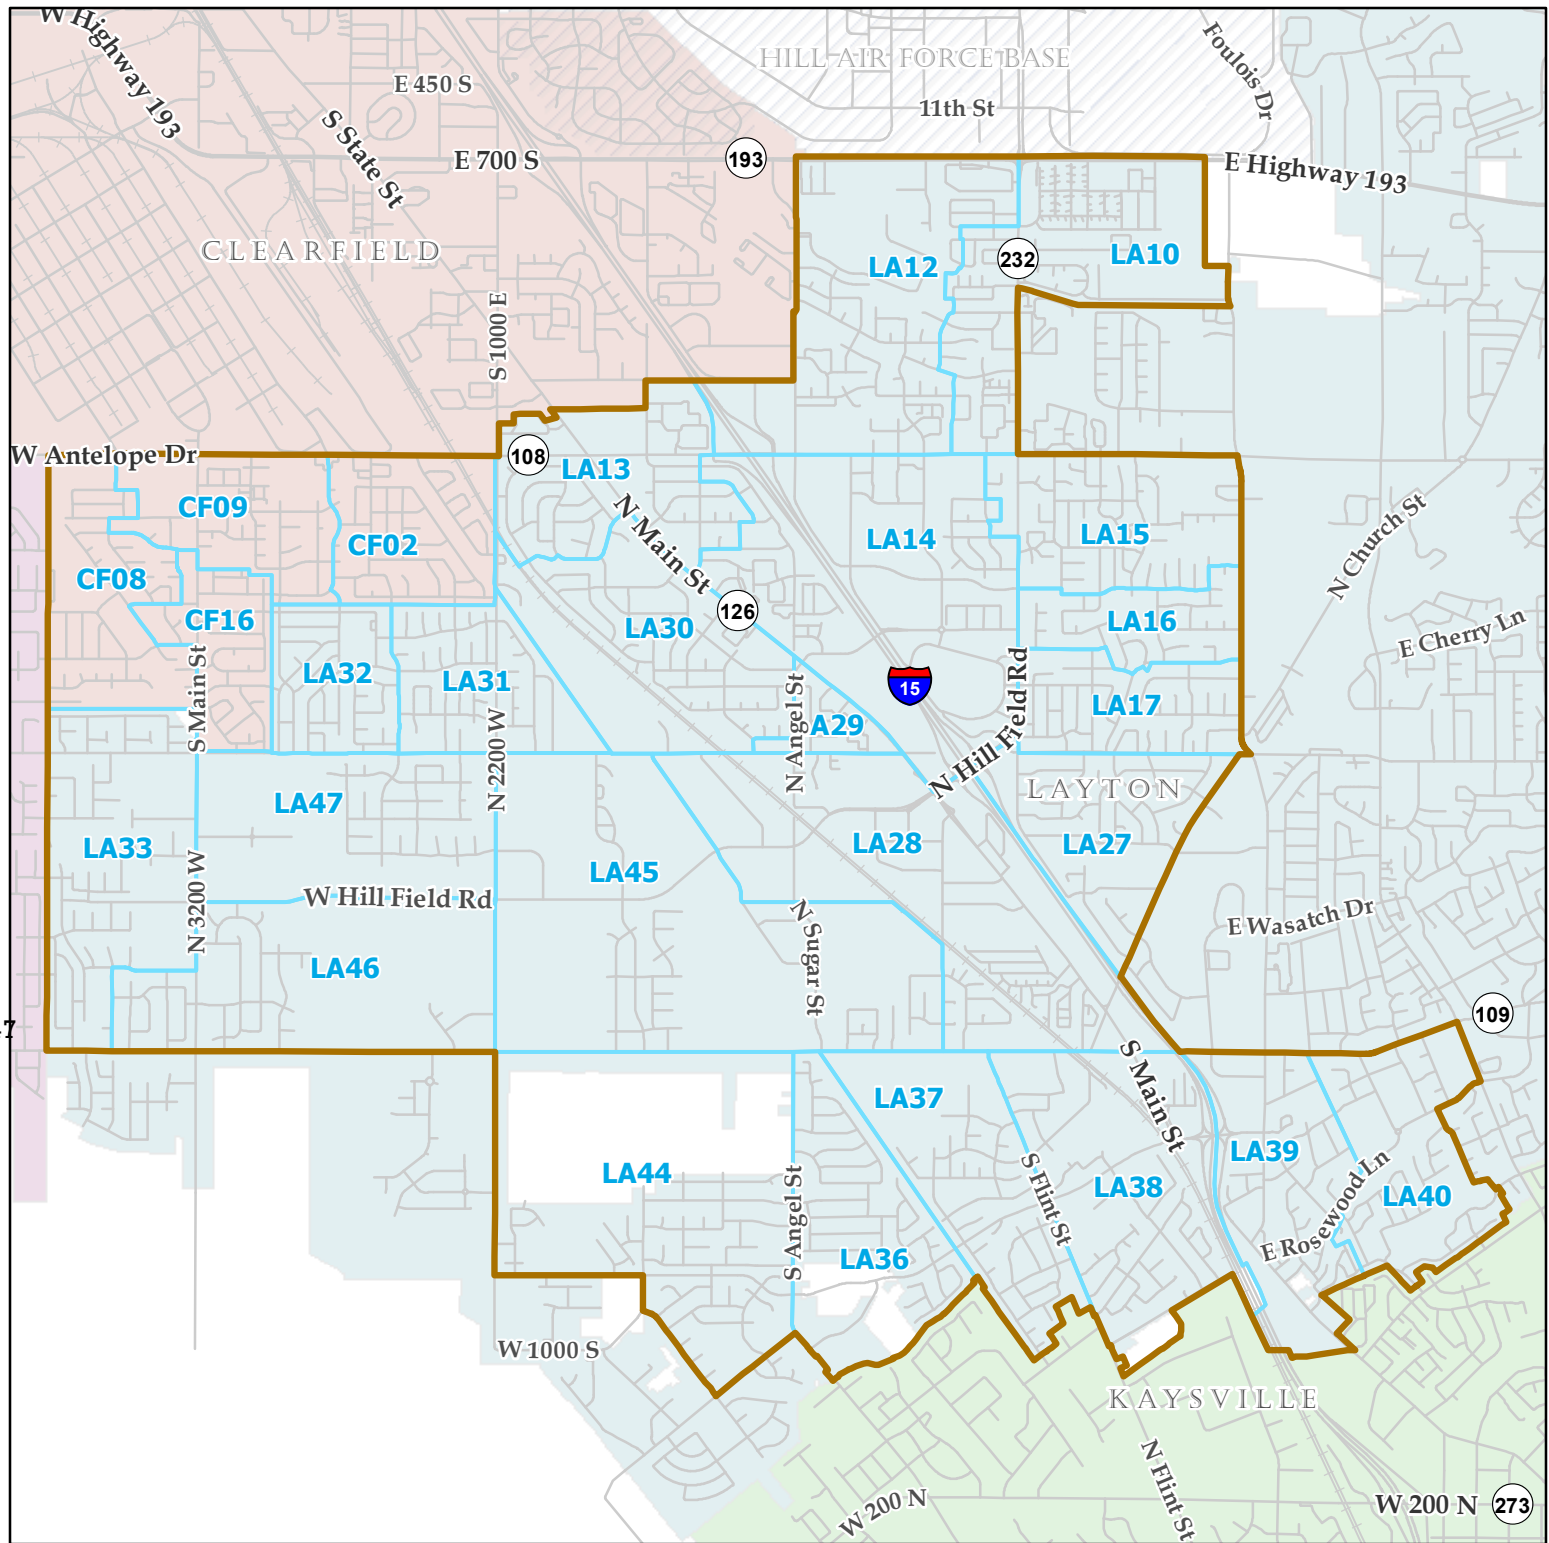 W Highway 193
HILL AIR FORCE BASE
Foulois Dr
E 450 S
11th St
S State St
E 700 S
193
E Highway 193
CLEARFIELD
LA12
232
LA10
S 1000 E
W Antelope Dr
108
LA13
CF09
N Main St
LA14
LA15
N Church St
CF02
CF08
126
CF16
LA30
LA16
E Cherry Ln
S Main St
LA32
LA31
N Angel St
15
N Hill Field Rd
LA17
A29
N 2200 W
LAYTON
LA47
LA33
LA28
LA27
LA45
N 3200 W
W Hill Field Rd
N Sugar St
E Wasatch Dr
LA46
109
7
S Main St
LA37
LA44
S Angel St
S Flint St
LA38
LA39
E Rosewood Ln
LA40
LA36
W 1000 S
KAYSVILLE
N Flint St
W 200 N
W 200 N
273